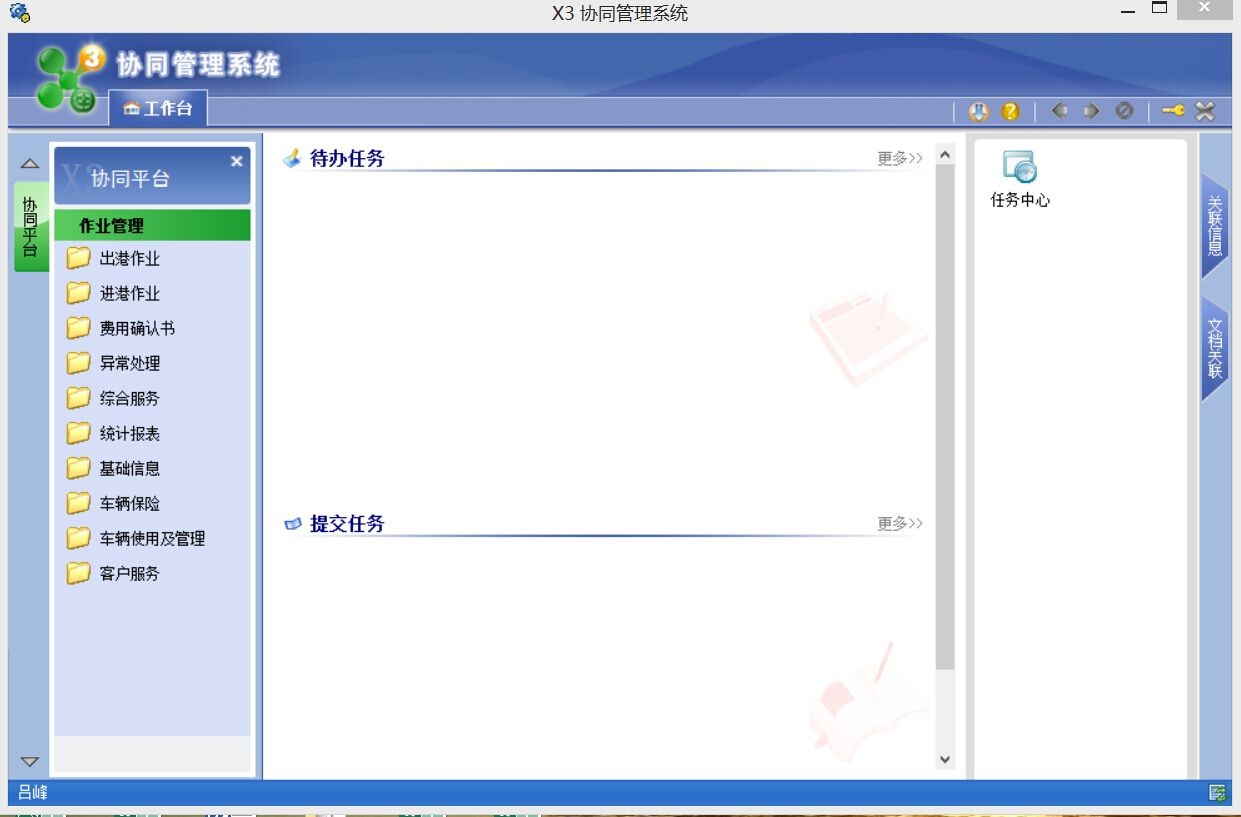 X3 协同管理系统
3 协同管理系统
工作台
协同平台
X3 协同平台
作业管理
出港作业
进港作业
费用确认书
异常处理
综合服务
统计报表
基础信息
车辆保险
车辆使用及管理
客户服务
待办任务
更多>>
提交任务
更多>>
任务中心
关联信息
文档关联
吕峰